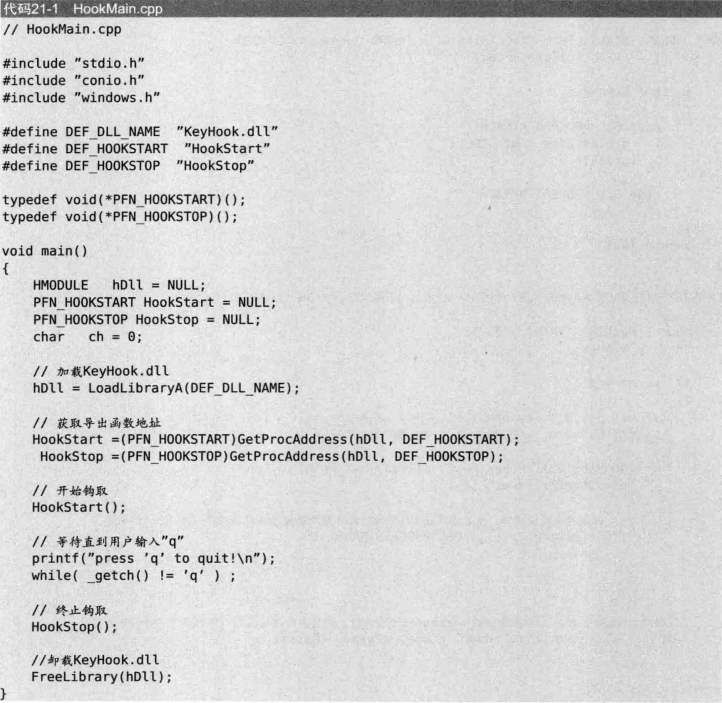 代码21-1 HookMain.cpp
// HookMain.cpp
#include "stdio.h"
#include "conio.h"
#include "windows.h"
#define DEF_DLL_NAME  "KeyHook.dll"
#define DEF_HOOKSTART  "HookStart"
#define DEF_HOOKSTOP  "HookStop"
typedef void(*PFN_HOOKSTART)();
typedef void(*PFN_HOOKSTOP)();
void main()
{
    HMODULE   hDll = NULL;
    PFN_HOOKSTART HookStart = NULL;
    PFN_HOOKSTOP HookStop = NULL;
    char   ch = 0;
    // 加载KeyHook.dll
    hDll = LoadLibraryA(DEF_DLL_NAME);
    // 获取导出函数地址
    HookStart =(PFN_HOOKSTART)GetProcAddress(hDll, DEF_HOOKSTART);
     HookStop =(PFN_HOOKSTOP)GetProcAddress(hDll, DEF_HOOKSTOP);
    // 开始钩取
    HookStart();
    // 等待直到用户输入"q"
    printf("press 'q' to quit!\n");
    while( _getch() != 'q' ) ;
    // 终止钩取
    HookStop();
    //卸载KeyHook.dll
    FreeLibrary(hDll);
}